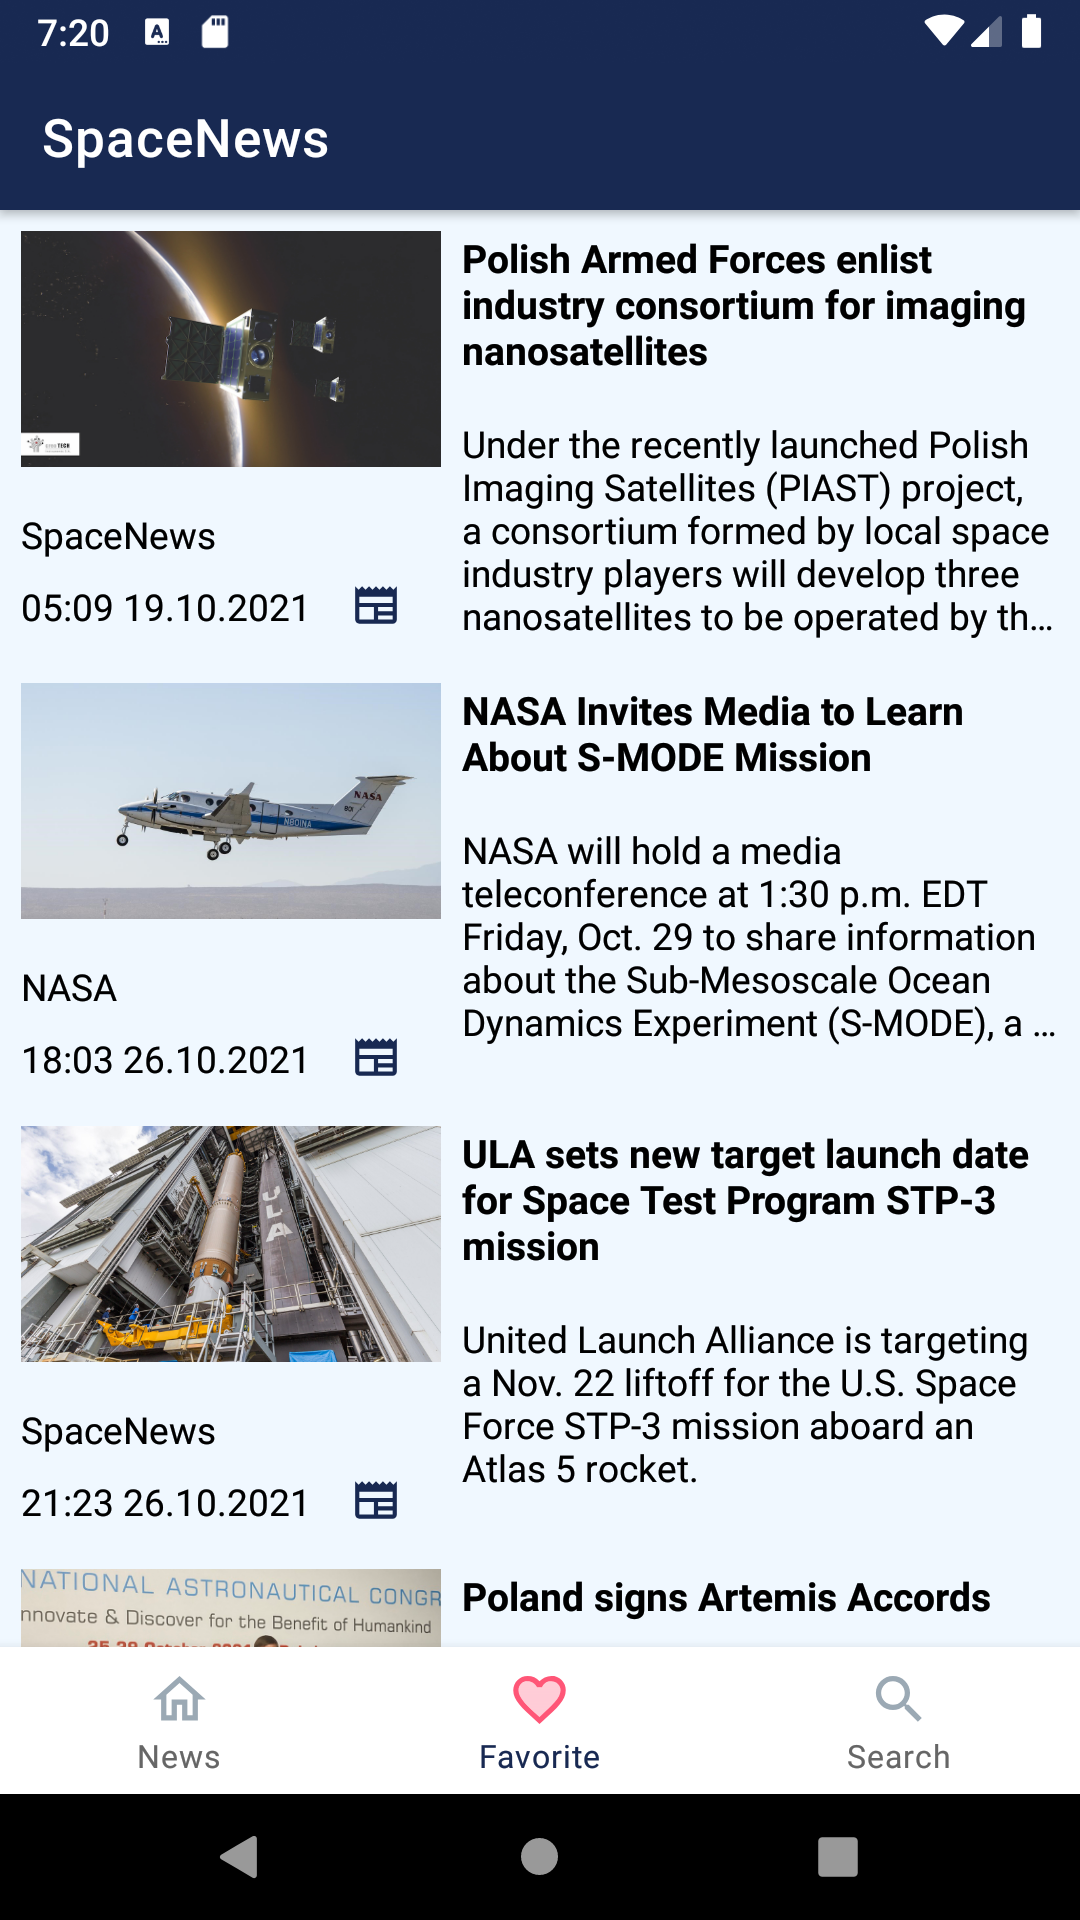 7:20
SpaceNews
Polish Armed Forces enlist
industry consortium for imaging
nanosatellites
Under the recently launched Polish
Imaging Satellites (PIAST) project,
a consortium formed by local space
industry players will develop three
nanosatellites to be operated by th...
TECH
SpaceNews
05:09 19.10.2021
NASA Invites Media to Learn
About S-MODE Mission
NASA will hold a media
teleconference at 1:30 p.m. EDT
Friday, Oct. 29 to share information
about the Sub-Mesoscale Ocean
Dynamics Experiment (S-MODE), a ...
NASA
801
N801NA
NASA
18:03 26.10.2021
ULA sets new target launch date
for Space Test Program STP-3
mission
United Launch Alliance is targeting
a Nov. 22 liftoff for the U.S. Space
Force STP-3 mission aboard an
Atlas 5 rocket.
ULA
SpaceNews
21:23 26.10.2021
Poland signs Artemis Accords
NATIONAL ASTRONAUTICAL CONGR
nnovate & Discover for the Benefit of Humankind
News
Favorite
Search